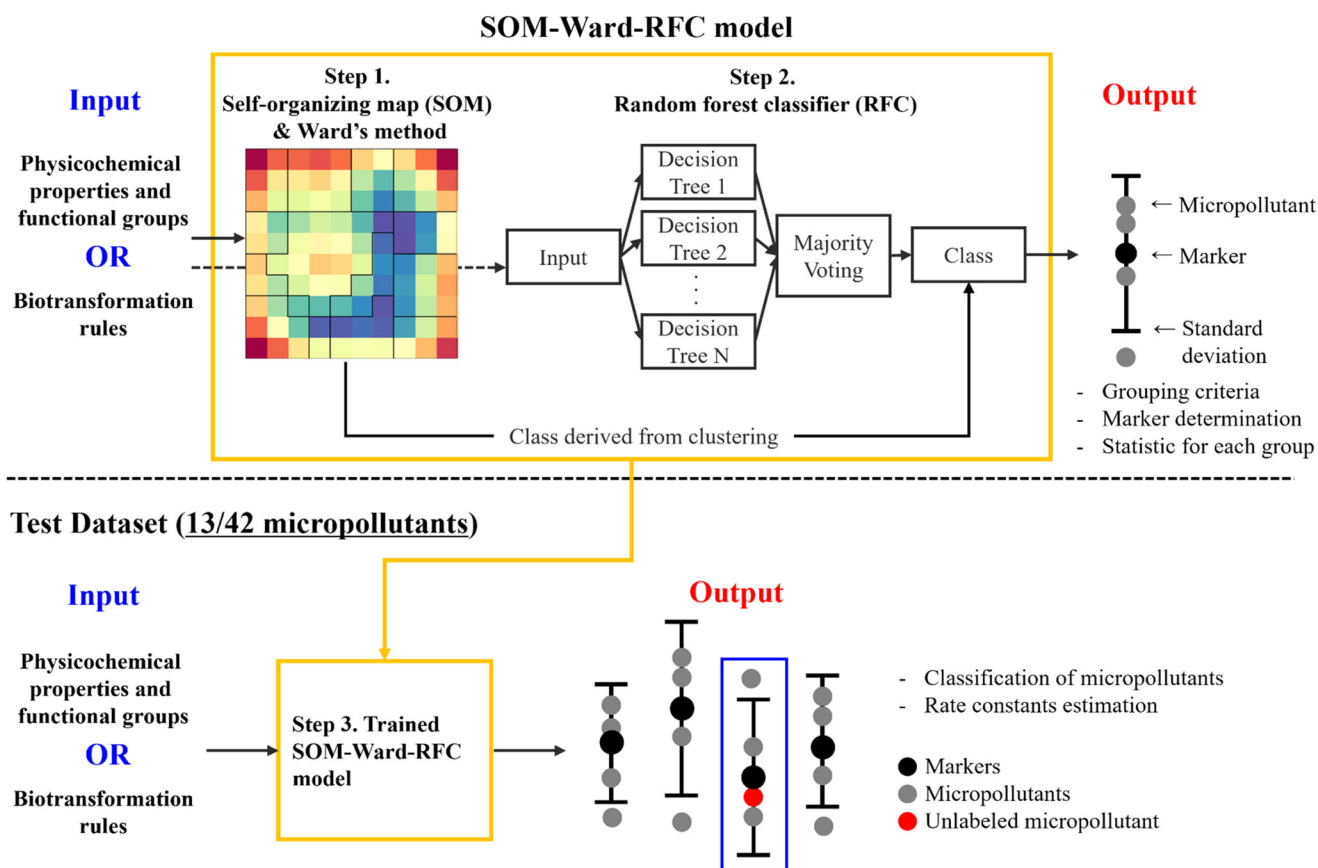 SOM-Ward-RFC model
Input
Physicochemical
properties and
functional groups
OR
Biotransformation
rules
Step 1.
Self-organizing map (SOM)
& Ward's method
Step 2.
Random forest classifier (RFC)
Input
Decision
Tree 1
Decision
Tree 2
.
.
.
Decision
Tree N
Majority
Voting
Class
Class derived from clustering
Output
← Micropollutant
← Marker
← Standard
deviation
- Grouping criteria
- Marker determination
- Statistic for each group
Test Dataset (13/42 micropollutants)
Input
Physicochemical
properties and
functional groups
OR
Biotransformation
rules
Step 3. Trained
SOM-Ward-RFC
model
Output
- Classification of micropollutants
- Rate constants estimation
Markers
Micropollutants
Unlabeled micropollutant